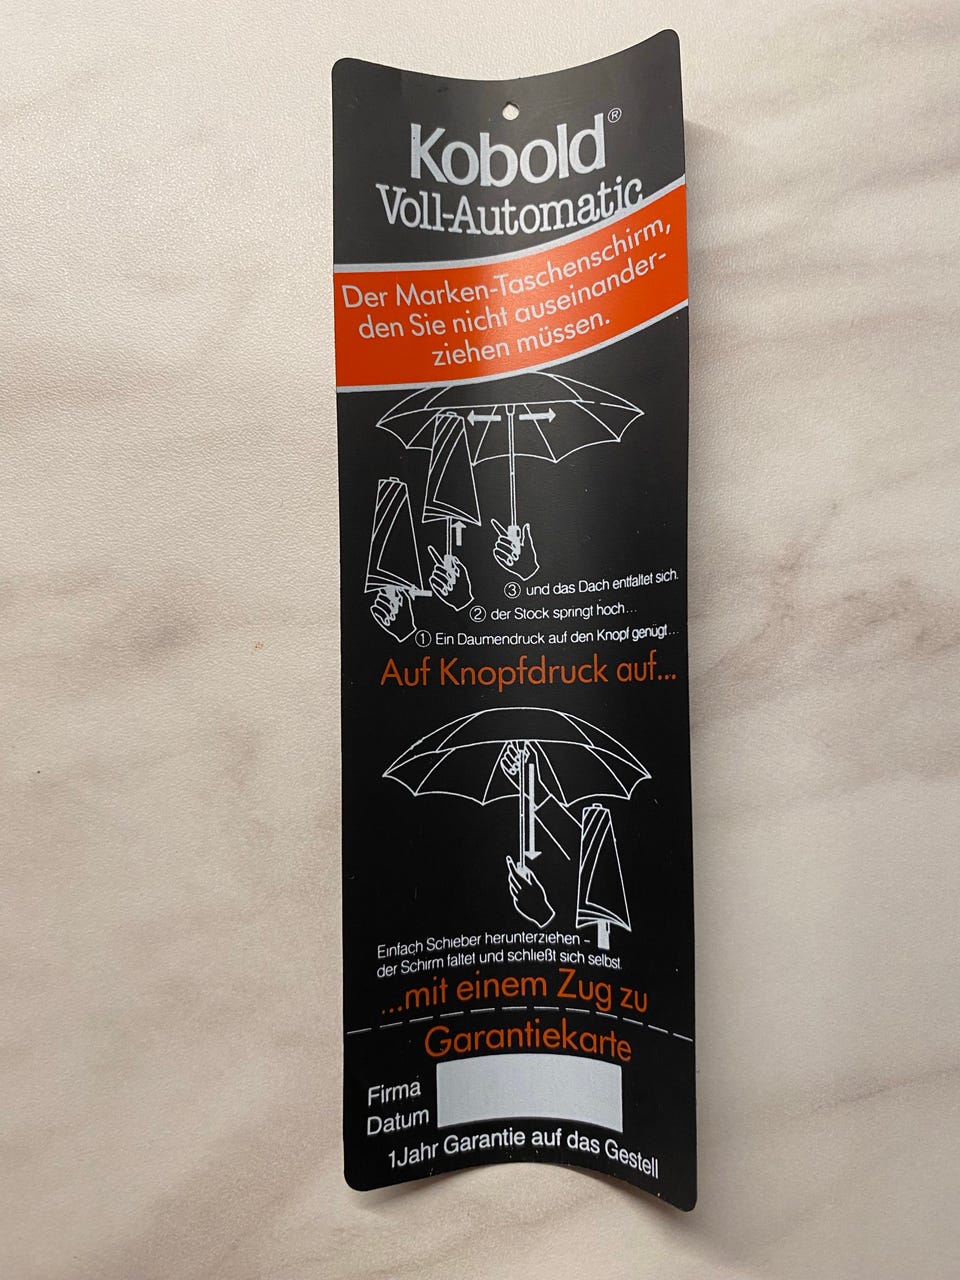 Kobold®
Voll-Automatic
Der Marken-Taschenschirm,
den Sie nicht auseinander-
ziehen müssen.
③ und das Dach entfaltet sich.
② der Stock springt hoch...
① Ein Daumendruck auf den Knopf genügt...
Auf Knopfdruck auf...
Einfach Schieber herunterziehen –
der Schirm faltet und schließt sich selbst.
...mit einem Zug zu
Garantiekarte
Firma
Datum
1Jahr Garantie auf das Gestell